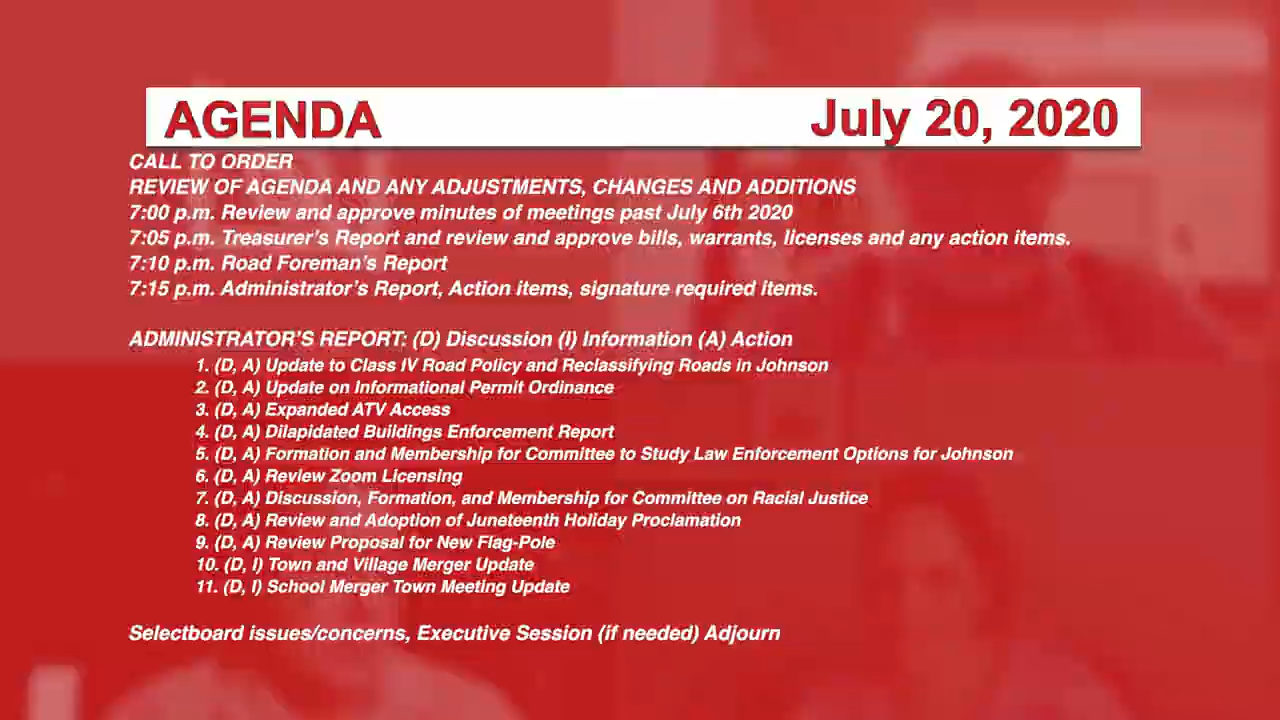 AGENDA July 20, 2020
CALL TO ORDER
REVIEW OF AGENDA AND ANY ADJUSTMENTS, CHANGES AND ADDITIONS
7:00 p.m. Review and approve minutes of meetings past July 6th 2020
7:05 p.m. Treasurer's Report and review and approve bills, warrants, licenses and any action items.
7:10 p.m. Road Foreman's Report
7:15 p.m. Administrator's Report, Action items, signature required items.
ADMINISTRATOR'S REPORT: (D) Discussion (I) Information (A) Action
1. (D, A) Update to Class IV Road Policy and Reclassifying Roads in Johnson
2. (D, A) Update on Informational Permit Ordinance
3. (D, A) Expanded ATV Access
4. (D, A) Dilapidated Buildings Enforcement Report
5. (D, A) Formation and Membership for Committee to Study Law Enforcement Options for Johnson
6. (D, A) Review Zoom Licensing
7. (D, A) Discussion, Formation, and Membership for Committee on Racial Justice
8. (D, A) Review and Adoption of Juneteenth Holiday Proclamation
9. (D, A) Review Proposal for New Flag-Pole
10. (D, I) Town and Village Merger Update
11. (D, I) School Merger Town Meeting Update
Selectboard issues/concerns, Executive Session (if needed) Adjourn